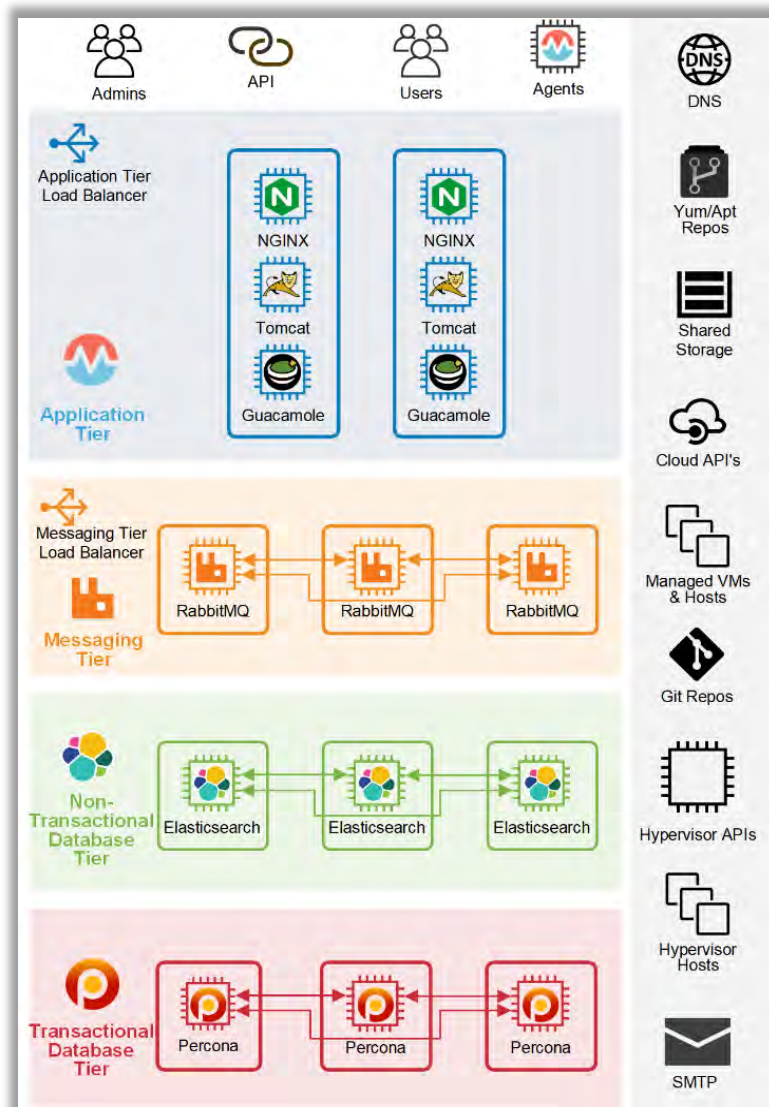 Admins
API
Users
Agents
Application Tier
Load Balancer
NGINX
NGINX
Tomcat
Tomcat
Guacamole
Guacamole
Application
Tier
Messaging Tier
Load Balancer
RabbitMQ
RabbitMQ
RabbitMQ
Messaging
Tier
Non-
Transactional
Database
Tier
Elasticsearch
Elasticsearch
Elasticsearch
Transactional
Database
Tier
Percona
Percona
Percona
DNS
DNS
Yum/Apt
Repos
Shared
Storage
Cloud API's
Managed VMs
& Hosts
Git Repos
Hypervisor APIs
Hypervisor
Hosts
SMTP